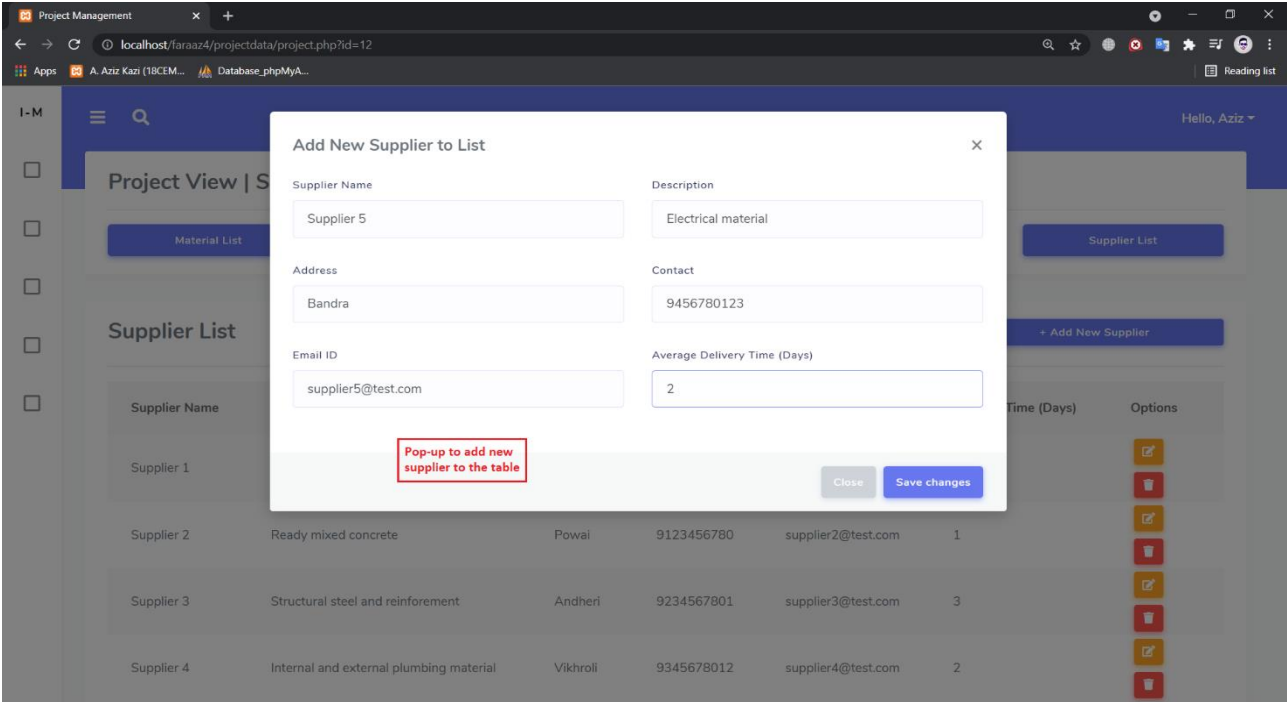 Project Management
localhost/faraaz4/projectdata/project.php?id=12
Apps A. Aziz Kazi (18CEM... Database_phpMyA... Reading list
I-M
Hello, Aziz
Add New Supplier to List
Project View | S
Supplier Name Description
Supplier 5 Electrical material
Material List Supplier List
Address Contact
Bandra 9456780123
Supplier List + Add New Supplier
Email ID Average Delivery Time (Days)
supplier5@test.com 2
Supplier Name Time (Days) Options
Pop-up to add new
supplier to the table
Supplier 1
Close Save changes
Supplier 2 Ready mixed concrete Powai 9123456780 supplier2@test.com 1
Supplier 3 Structural steel and reinforement Andheri 9234567801 supplier3@test.com 3
Supplier 4 Internal and external plumbing material Vikhroli 9345678012 supplier4@test.com 2